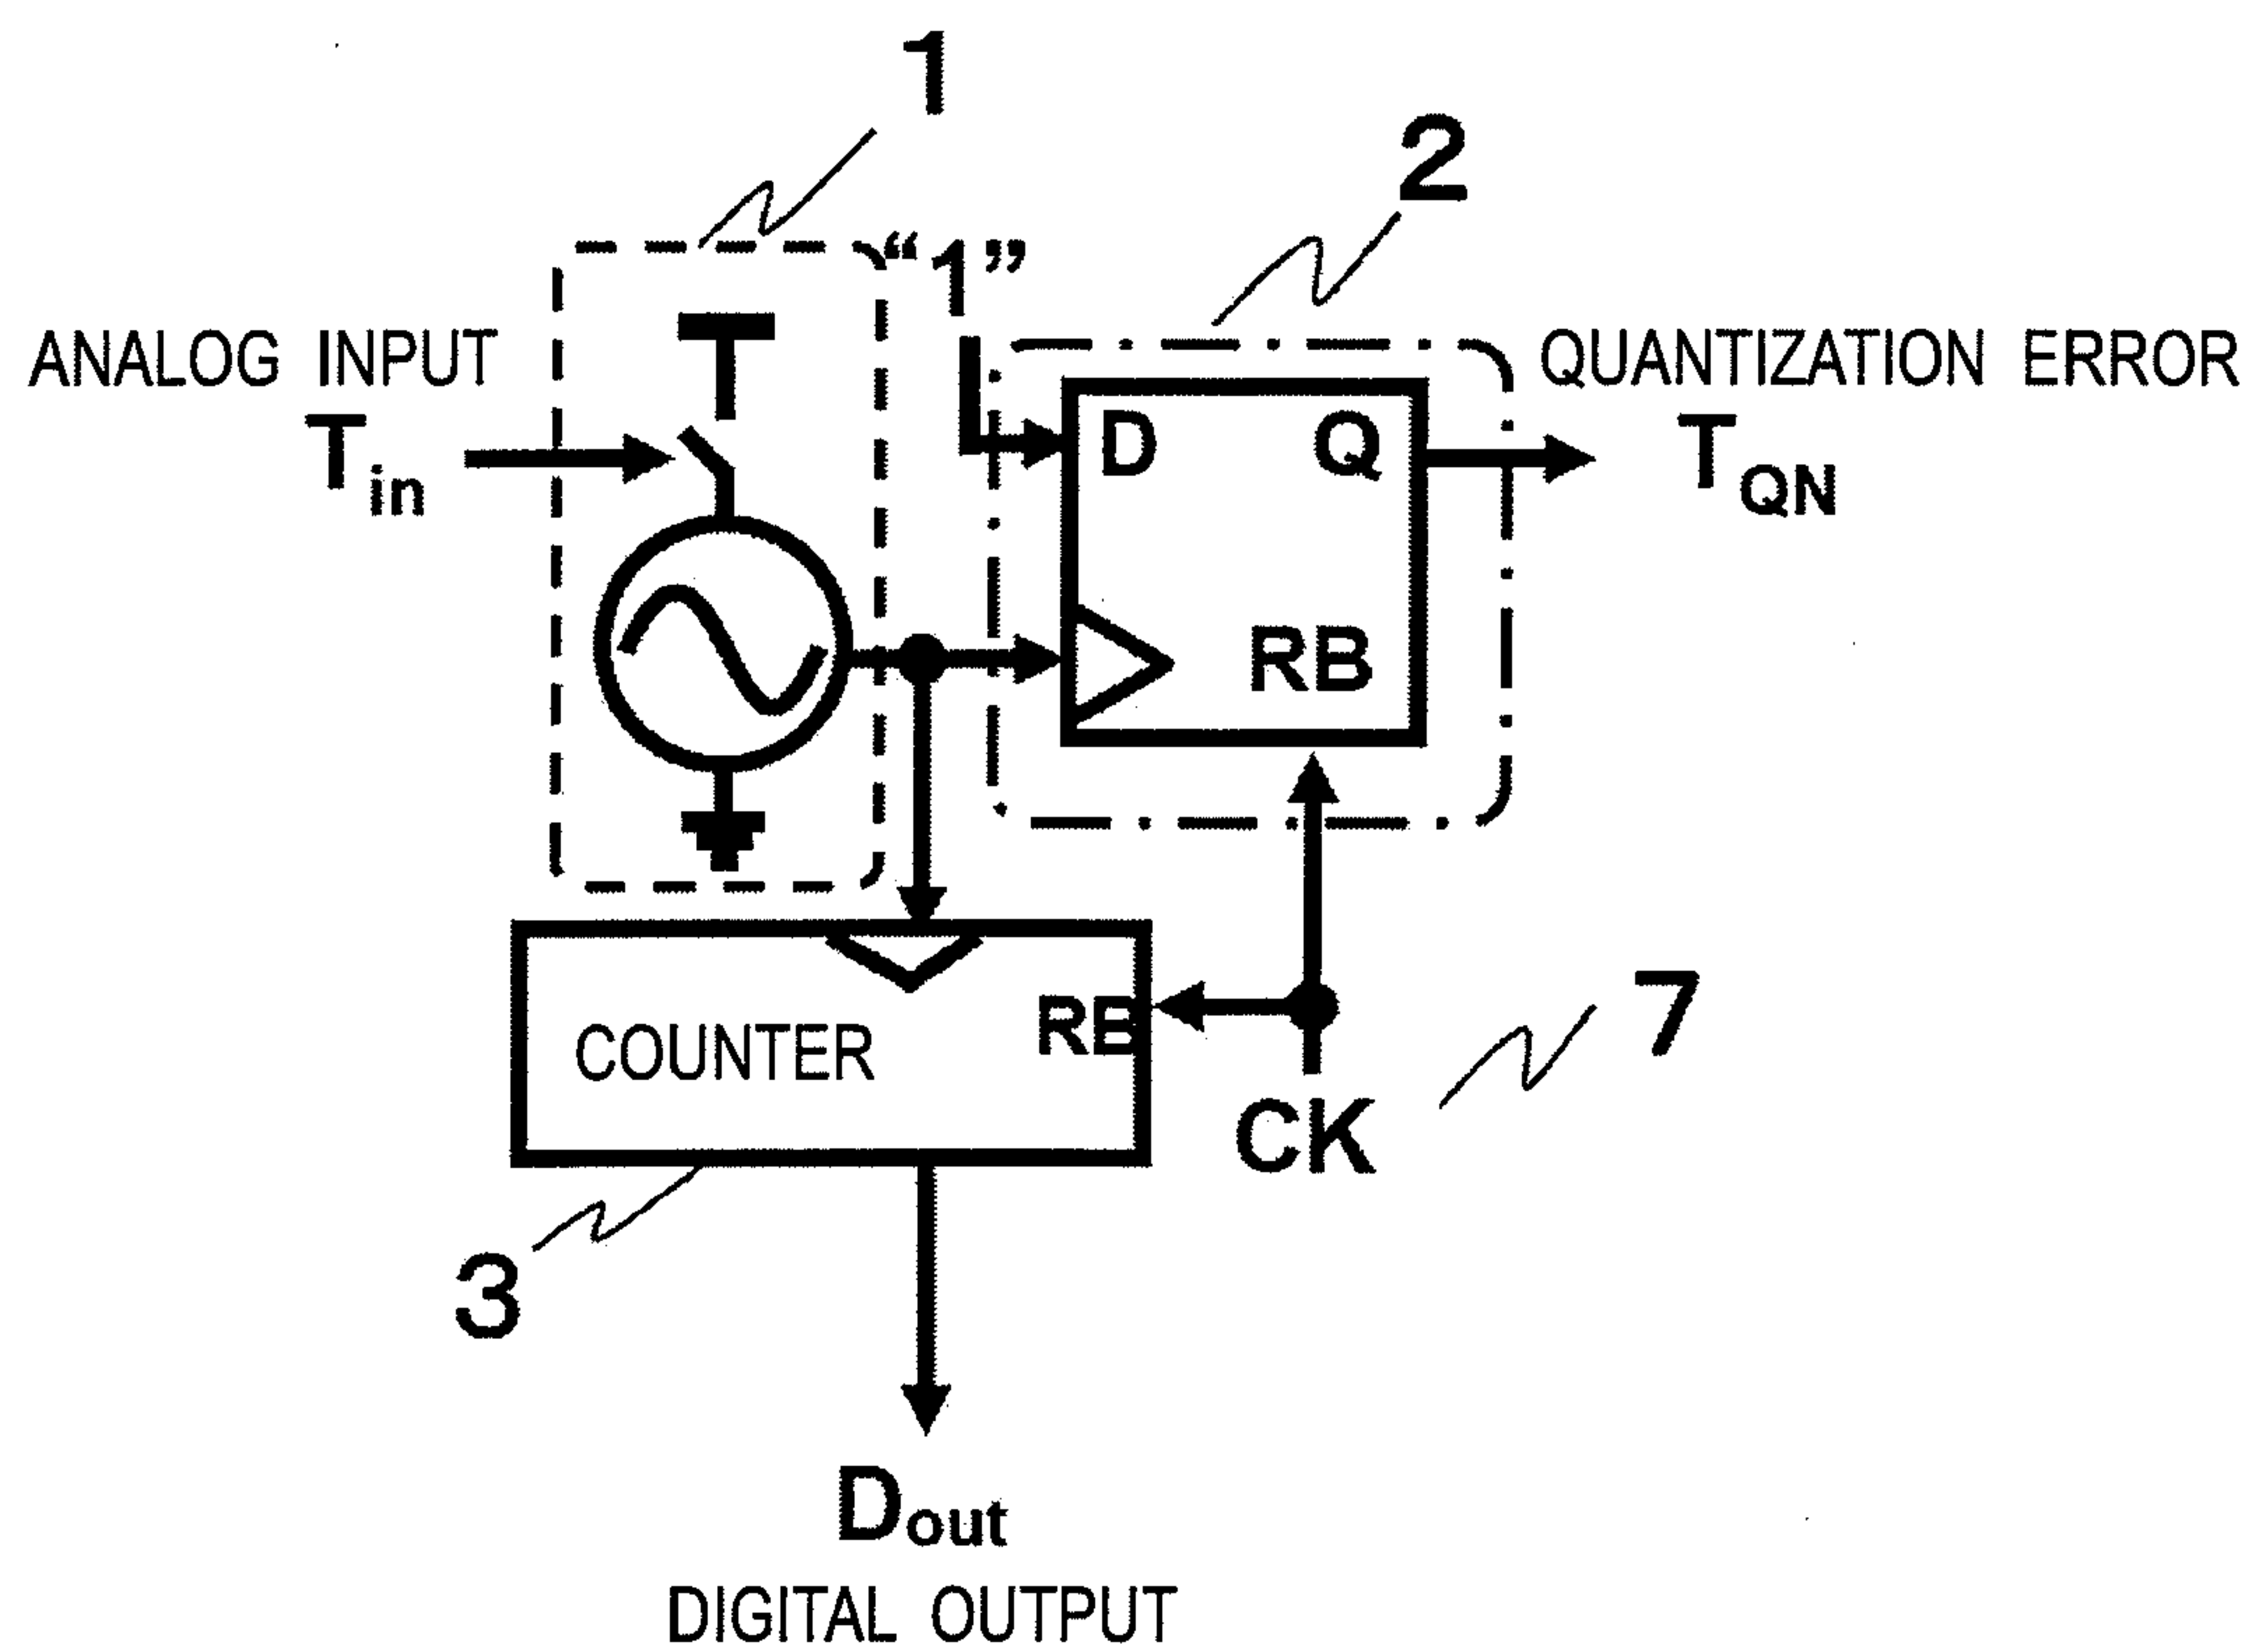 1
2
“1”
ANALOG INPUT
Tin
D
Q
RB
QUANTIZATION ERROR
TQN
COUNTER
RB
CK
7
3
Dout
DIGITAL OUTPUT